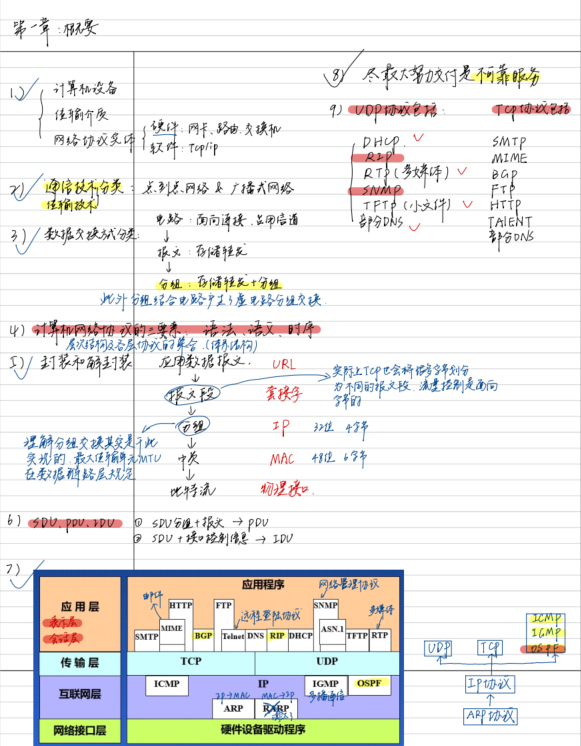 第一章：概要
1.)
计算机设备
传输介质
网络协议实体
硬件：网卡、路由、交换机
软件：Tcp/ip
2) 通信技术分类：点到点网络 & 广播式网络
传输技术
3) 数据交换方式分类：
电路：面向连接、占用信道
↓
报文：存储转发
↓
分组：存储转发+分组
此外分组结合电路产生了虚电路分组交换.
4) 计算机网络协议的三要素：语法、语义、时序
层次结构及各层协议的集合.(体系结构)
5) 封装和解封装
应用数据报文. URL
报文段 套接字
分组 IP 32位 4字节
中贞 MAC 48位 6字节
比特流 物理接口.
实际上TCP也会将诸多字节划分
为不同的报文段、流量控制是面向
字节的
理解分组交换其实是于此
实现的. 最大传输单元MTU
在数据链路层规定
6) SDU、PDU、IDU
① SDU分组+报文 → PDU
② SDU + 接口控制信息 → IDU
7)
8) 尽最大努力交付是不可靠服务
9) UDP协议包括: TCP协议包括
DHCP SMTP
RIP MIME
RTP (多媒体) BGP
SNMP FTP
TFTP (小文件) HTTP
部分DNS TALENT
部分DNS
应用层
表示层
会话层
应用程序
邮件
网络管理协议
远程登陆协议
多媒体
HTTP FTP SNMP
MIME ASN.1
SMTP BGP Telnet DNS RIP DHCP TFTP RTP
传输层 TCP UDP
互联网层 ICMP IP IGMP OSPF
IP→MAC MAC→IP 多播通信
ARP RARP
网络接口层 硬件设备驱动程序
ICMP
IGMP
UDP TCP OSPF
IP协议
ARP协议